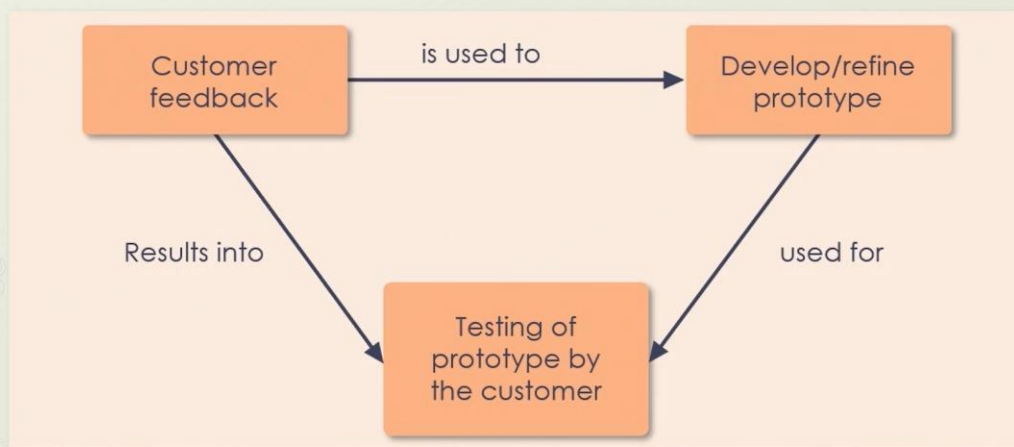 Customer
feedback
is used to
Develop/refine
prototype
Results into
used for
Testing of
prototype by
the customer